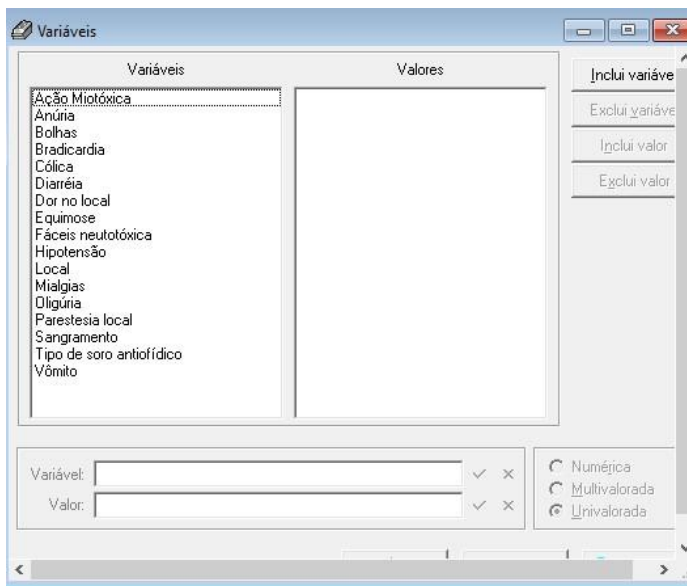 Variáveis
Variáveis
Valores
Ação Miotóxica
Anúria
Bolhas
Bradicardia
Cólica
Diarréia
Dor no local
Equimose
Fáceis neutotóxica
Hipotensão
Local
Mialgias
Oligúria
Parestesia local
Sangramento
Tipo de soro antiofídico
Vômito
Inclui variáve
Exclui variáve
Inclui valor
Exclui valor
Variável:
Valor:
Numérica
Multivalorada
Univalorada